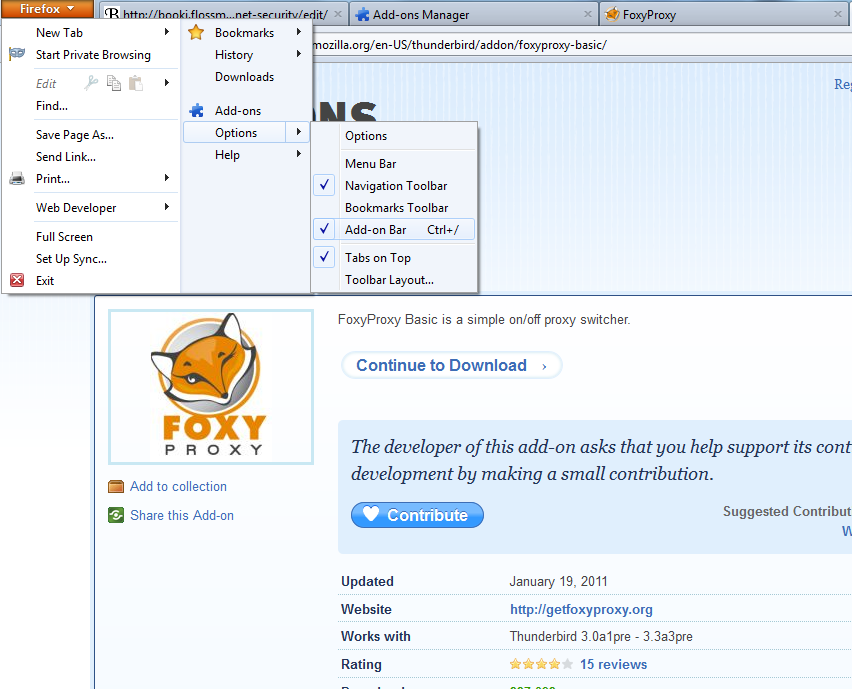 Firefox
http://booki.flossm...net-security/edit/
Add-ons Manager
FoxyProxy
mozilla.org/en-US/thunderbird/addon/foxyproxy-basic/
New Tab
Start Private Browsing
Edit
Find...
Save Page As...
Send Link...
Print...
Web Developer
Full Screen
Set Up Sync...
Exit
Bookmarks
History
Downloads
Add-ons
Options
Help
Options
Menu Bar
Navigation Toolbar
Bookmarks Toolbar
Add-on Bar Ctrl+/
Tabs on Top
Toolbar Layout...
NS
Reg
FOXY
PROXY
Add to collection
Share this Add-on
FoxyProxy Basic is a simple on/off proxy switcher.
Continue to Download ›
The developer of this add-on asks that you help support its cont
development by making a small contribution.
Contribute
Suggested Contribut
W
Updated January 19, 2011
Website http://getfoxyproxy.org
Works with Thunderbird 3.0a1pre - 3.3a3pre
Rating 15 reviews